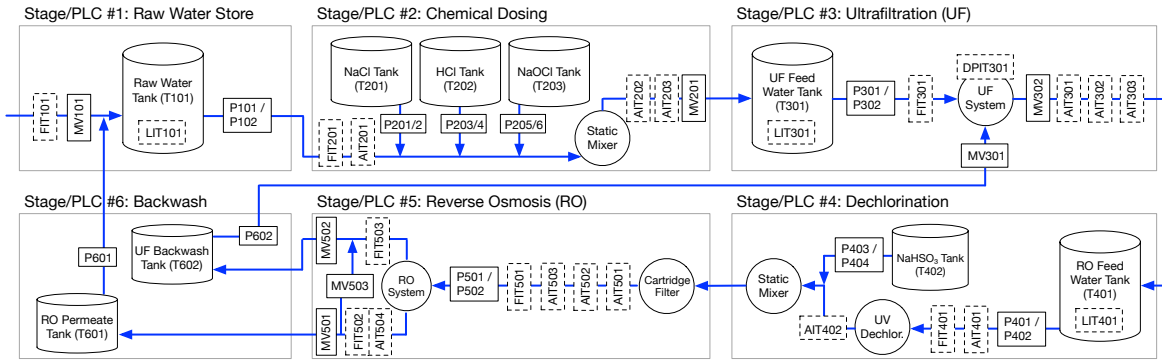 Stage/PLC #1: Raw Water Store
FIT101
MV101
Raw Water
Tank (T101)
LIT101
P101 /
P102
Stage/PLC #2: Chemical Dosing
FIT201
AIT201
NaCl Tank
(T201)
HCl Tank
(T202)
NaOCl Tank
(T203)
P201/2
P203/4
P205/6
Static
Mixer
AIT202
AIT203
MV201
Stage/PLC #3: Ultrafiltration (UF)
UF Feed
Water Tank
(T301)
LIT301
P301 /
P302
FIT301
DPIT301
UF
System
MV302
AIT301
AIT302
AIT303
MV301
Stage/PLC #6: Backwash
P601
UF Backwash
Tank (T602)
P602
RO Permeate
Tank (T601)
Stage/PLC #5: Reverse Osmosis (RO)
MV502
FIT503
MV503
MV501
FIT502
AIT504
RO
System
P501 /
P502
FIT501
AIT503
AIT502
AIT501
Cartridge
Filter
Stage/PLC #4: Dechlorination
Static
Mixer
P403 /
P404
NaHSO₃ Tank
(T402)
AIT402
UV
Dechlor.
FIT401
AIT401
P401 /
P402
RO Feed
Water Tank
(T401)
LIT401